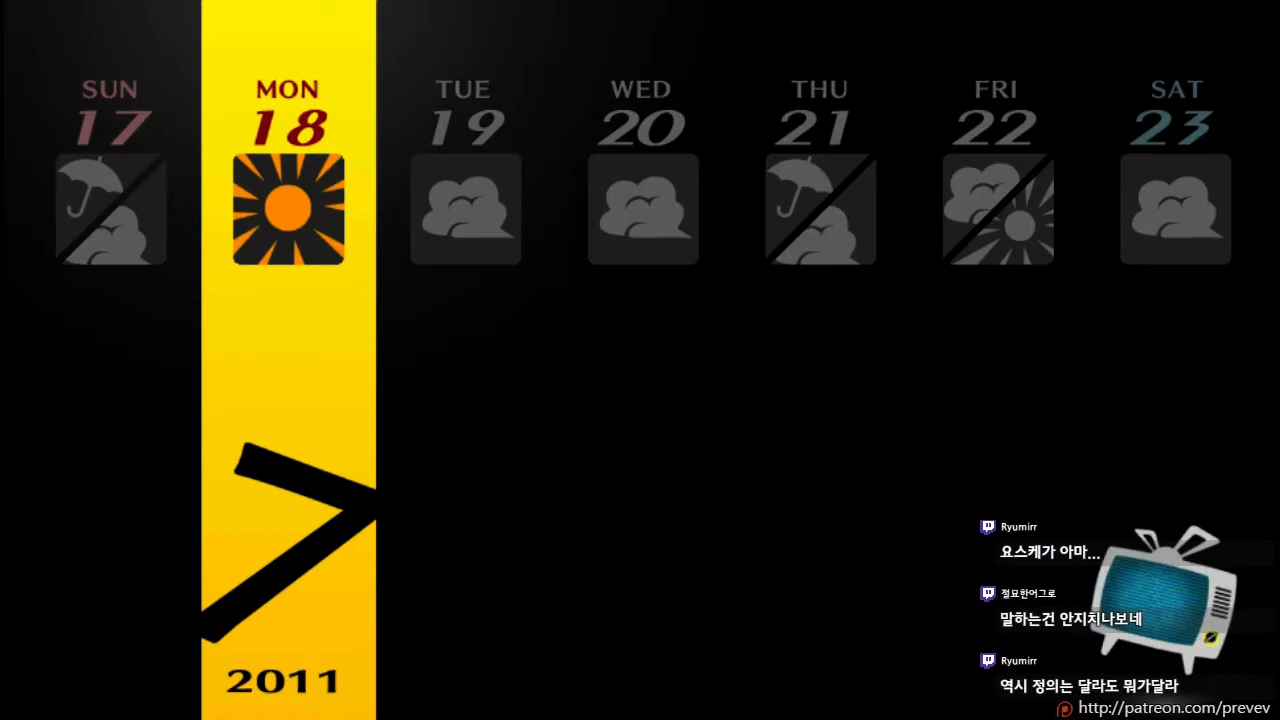 SUN MON TUE WED THU FRI SAT
17 18 19 20 21 22 23
7
2011
Ryumirr
요스케가 아마...
절묘한어그로
말하는건 안지치나보네
Ryumirr
역시 정의는 달라도 뭐가달라
http://patreon.com/prevev